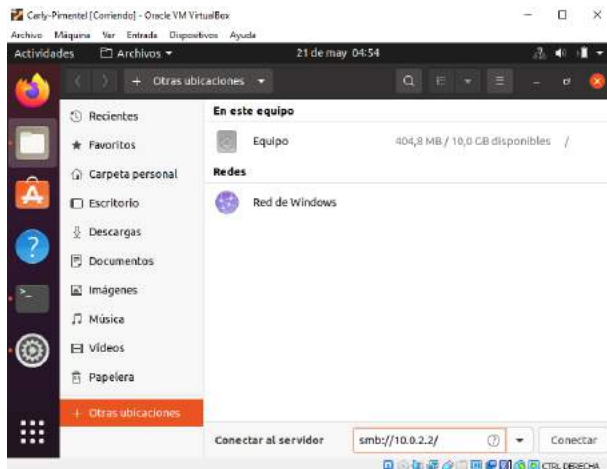 Carly-Pimentel [Corriendo] - Oracle VM VirtualBox
Archivo Máquina Ver Entrada Dispositivos Ayuda
Actividades Archivos 21 de may 04:54
+ Otras ubicaciones
Recientes
Favoritos
Carpeta personal
Escritorio
Descargas
Documentos
Imágenes
Música
Vídeos
Papelera
+ Otras ubicaciones
En este equipo
Equipo 404,8 MB / 10,0 GB disponibles /
Redes
Red de Windows
Conectar al servidor smb://10.0.2.2/ Conectar
CTRL DERECHA